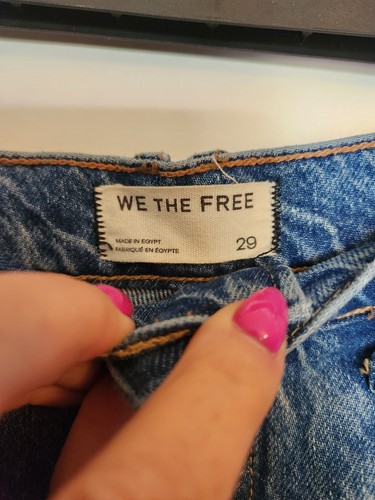 WE THE FREE
MADE IN EGYPT
FABRIQUÉ EN ÉGYPTE
29